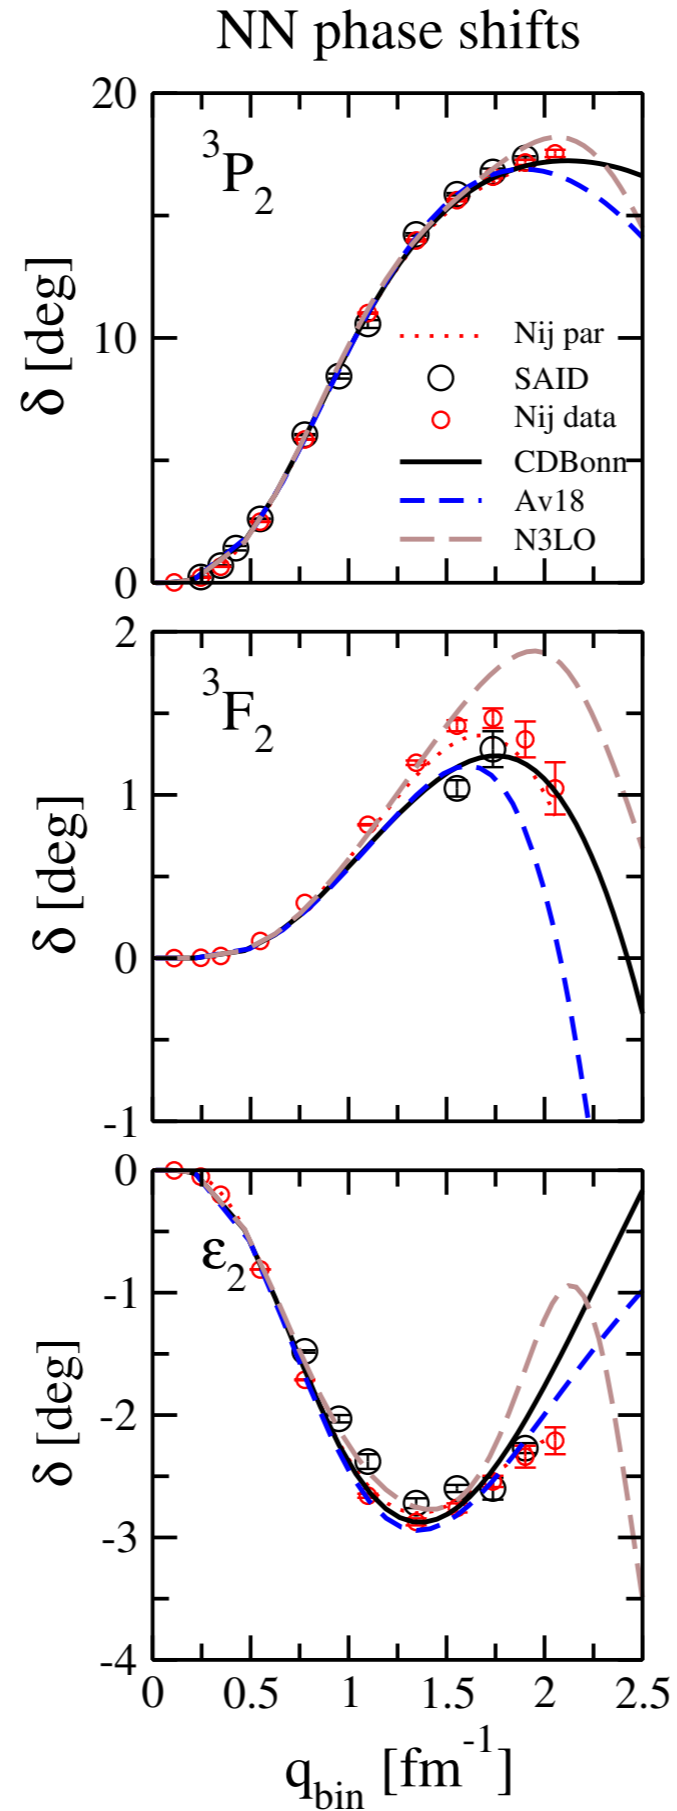 NN phase shifts
20
³P₂
δ [deg]
10
Nij par
SAID
Nij data
CDBonn
Av18
N3LO
0
2
³F₂
δ [deg]
1
0
-1
0
ε₂
-1
δ [deg]
-2
-3
-4
0 0.5 1 1.5 2 2.5
q_bin [fm⁻¹]